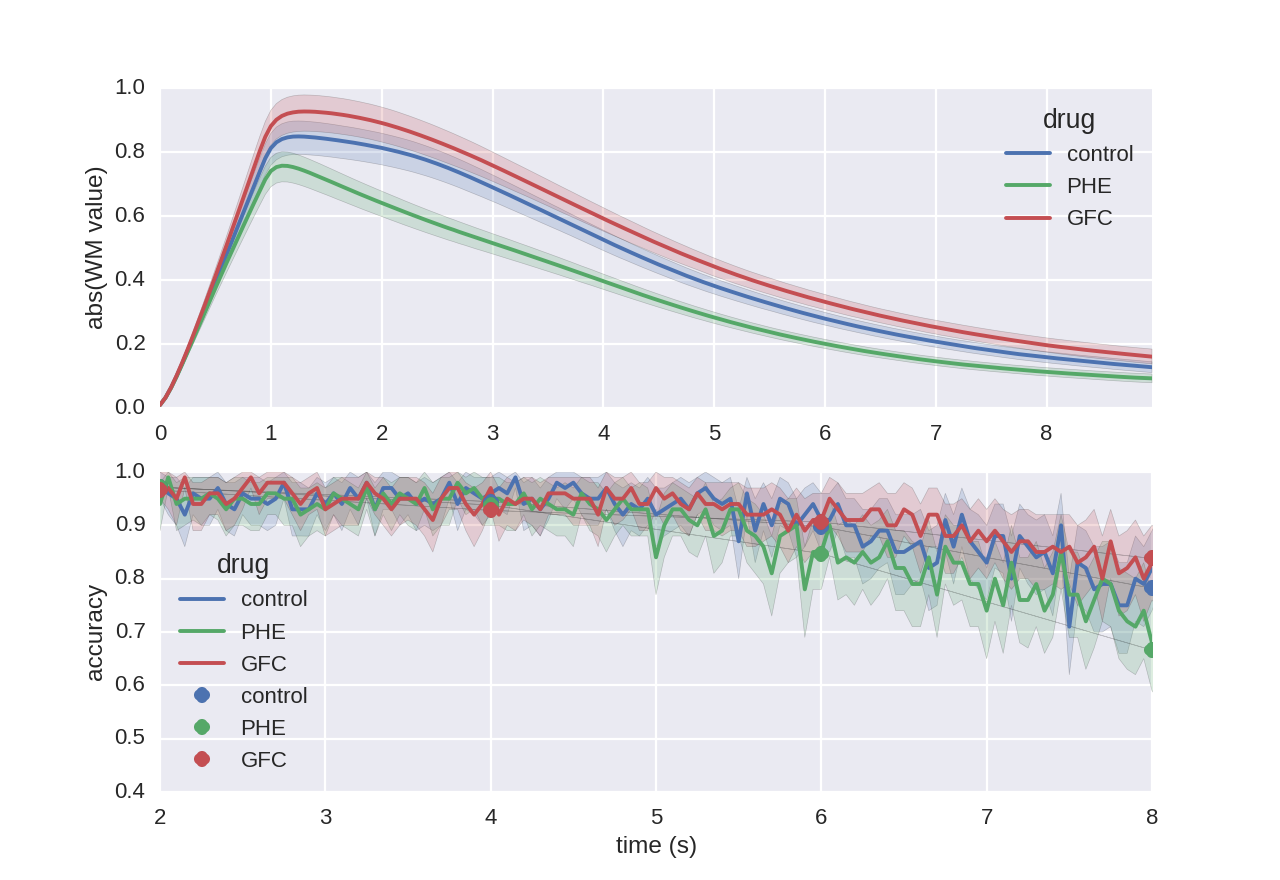 abs(WM value)
1.0
0.8
0.6
0.4
0.2
0.0
0 1 2 3 4 5 6 7 8
drug
control
PHE
GFC
accuracy
1.0
0.9
0.8
0.7
0.6
0.5
0.4
drug
control
PHE
GFC
control
PHE
GFC
2 3 4 5 6 7 8
time (s)